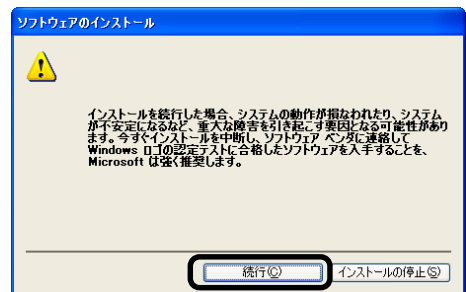 ソフトウェアのインストール
インストールを続行した場合、システムの動作が損なわれたり、システム
が不安定になるなど、重大な障害を引き起こす要因となる可能性があり
ます。今すぐインストールを中断し、ソフトウェア ベンダに連絡して
Windows ロゴの認定テストに合格したソフトウェアを入手することを、
Microsoft は強く推奨します。
続行(C)
インストールの停止(S)